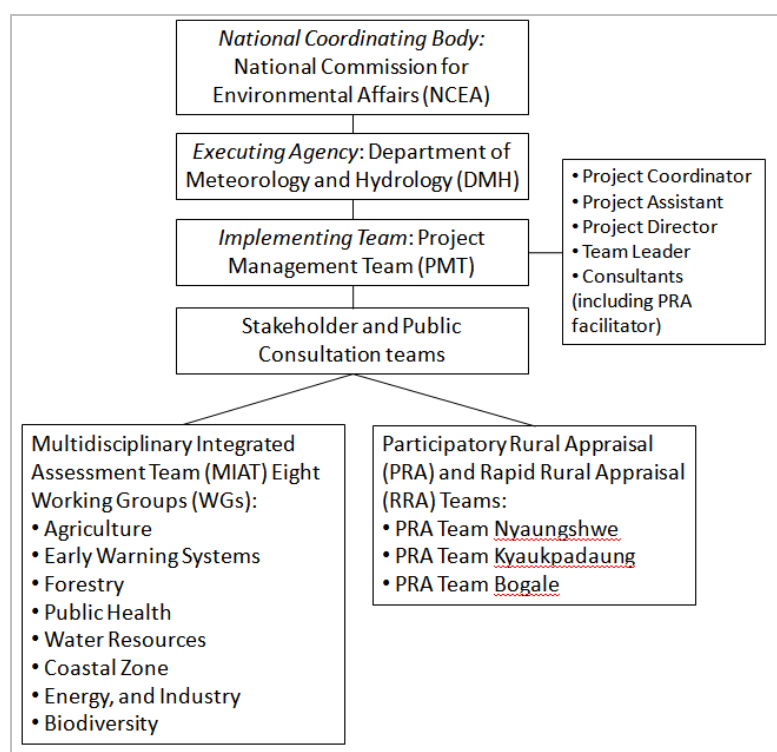 National Coordinating Body:
National Commission for
Environmental Affairs (NCEA)
Executing Agency: Department of
Meteorology and Hydrology (DMH)
Implementing Team: Project
Management Team (PMT)
• Project Coordinator
• Project Assistant
• Project Director
• Team Leader
• Consultants
(including PRA
facilitator)
Stakeholder and Public
Consultation teams
Multidisciplinary Integrated
Assessment Team (MIAT) Eight
Working Groups (WGs):
• Agriculture
• Early Warning Systems
• Forestry
• Public Health
• Water Resources
• Coastal Zone
• Energy, and Industry
• Biodiversity
Participatory Rural Appraisal
(PRA) and Rapid Rural Appraisal
(RRA) Teams:
• PRA Team Nyaungshwe
• PRA Team Kyaukpadaung
• PRA Team Bogale